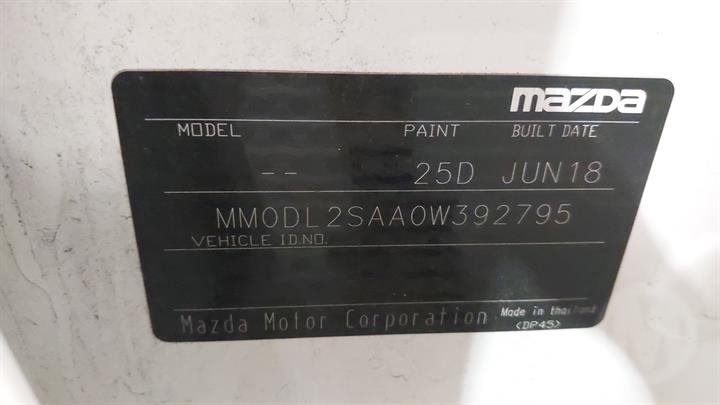 mazda
MODEL PAINT BUILT DATE
-- 25D JUN18
MM0DL2SAA0W392795
VEHICLE ID.NO.
Mazda Motor Corporation Made in thailand
<DP45>